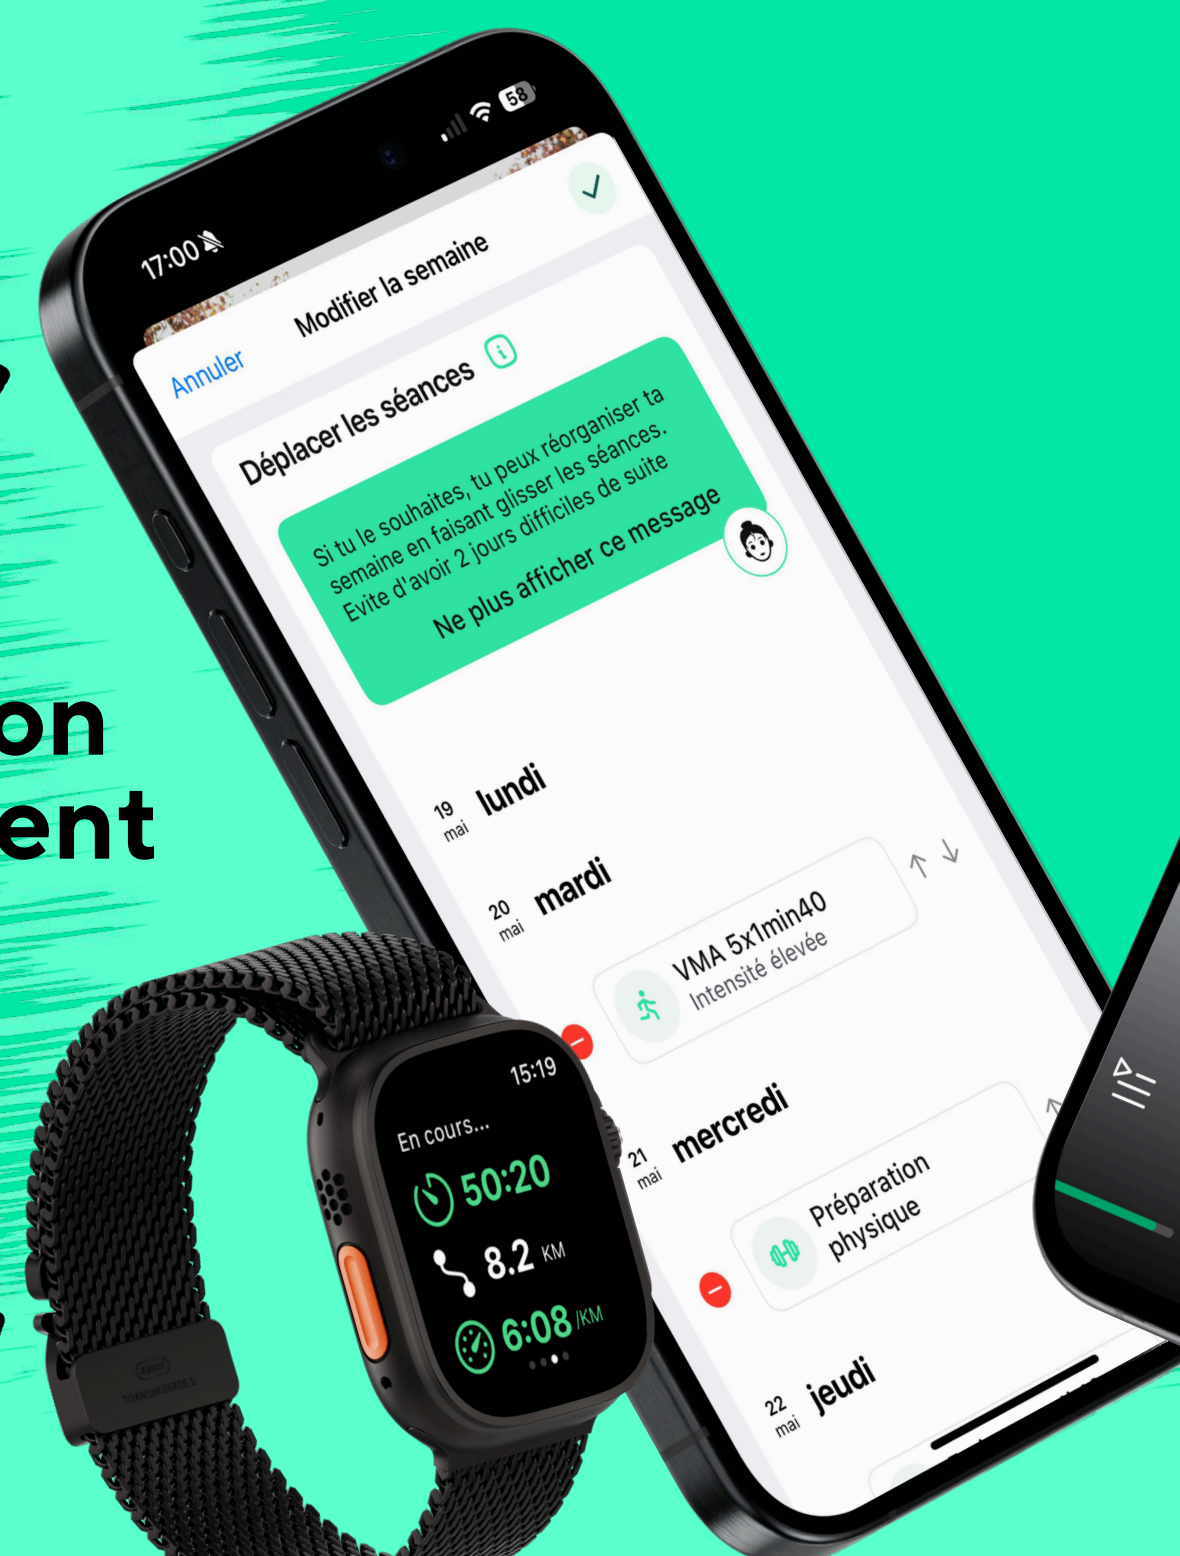 17:00
58
Annuler
Modifier la semaine
Déplacer les séances
Si tu le souhaites, tu peux réorganiser ta
semaine en faisant glisser les séances.
Evite d'avoir 2 jours difficiles de suite
Ne plus afficher ce message
on
ent
19
mai
lundi
20
mai
mardi
VMA 5x1min40
Intensité élevée
21
mai
mercredi
Préparation
physique
22
mai
jeudi
15:19
En cours...
50:20
8.2 KM
6:08 /KM
TITANIUM GRADE 5